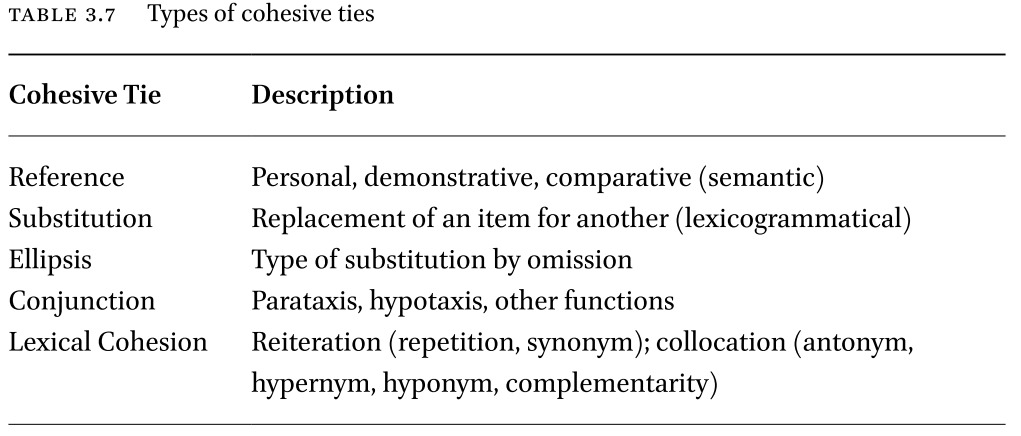 TABLE 3.7 Types of cohesive ties
Cohesive Tie Description
Reference Personal, demonstrative, comparative (semantic)
Substitution Replacement of an item for another (lexicogrammatical)
Ellipsis Type of substitution by omission
Conjunction Parataxis, hypotaxis, other functions
Lexical Cohesion Reiteration (repetition, synonym); collocation (antonym,
hypernym, hyponym, complementarity)